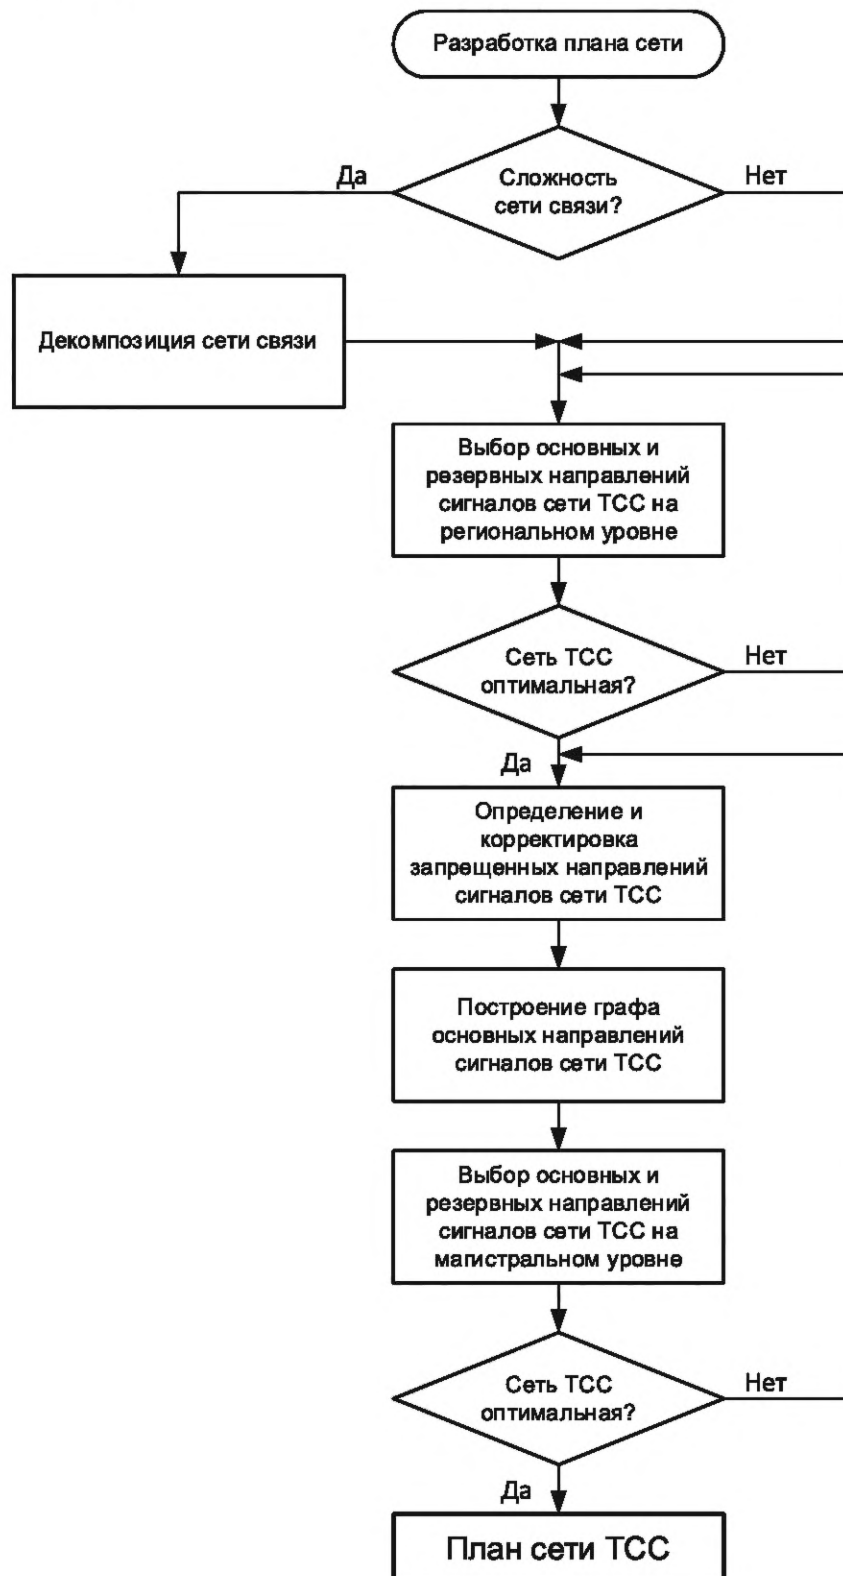 Разработка плана сети
Да
Сложность
сети связи?
Нет
Декомпозиция сети связи
Выбор основных и
резервных направлений
сигналов сети ТСС на
региональном уровне
Сеть ТСС
оптимальная?
Нет
Да
Определение и
корректировка
запрещенных направлений
сигналов сети ТСС
Построение графа
основных направлений
сигналов сети ТСС
Выбор основных и
резервных направлений
сигналов сети ТСС на
магистральном уровне
Сеть ТСС
оптимальная?
Нет
Да
План сети ТСС